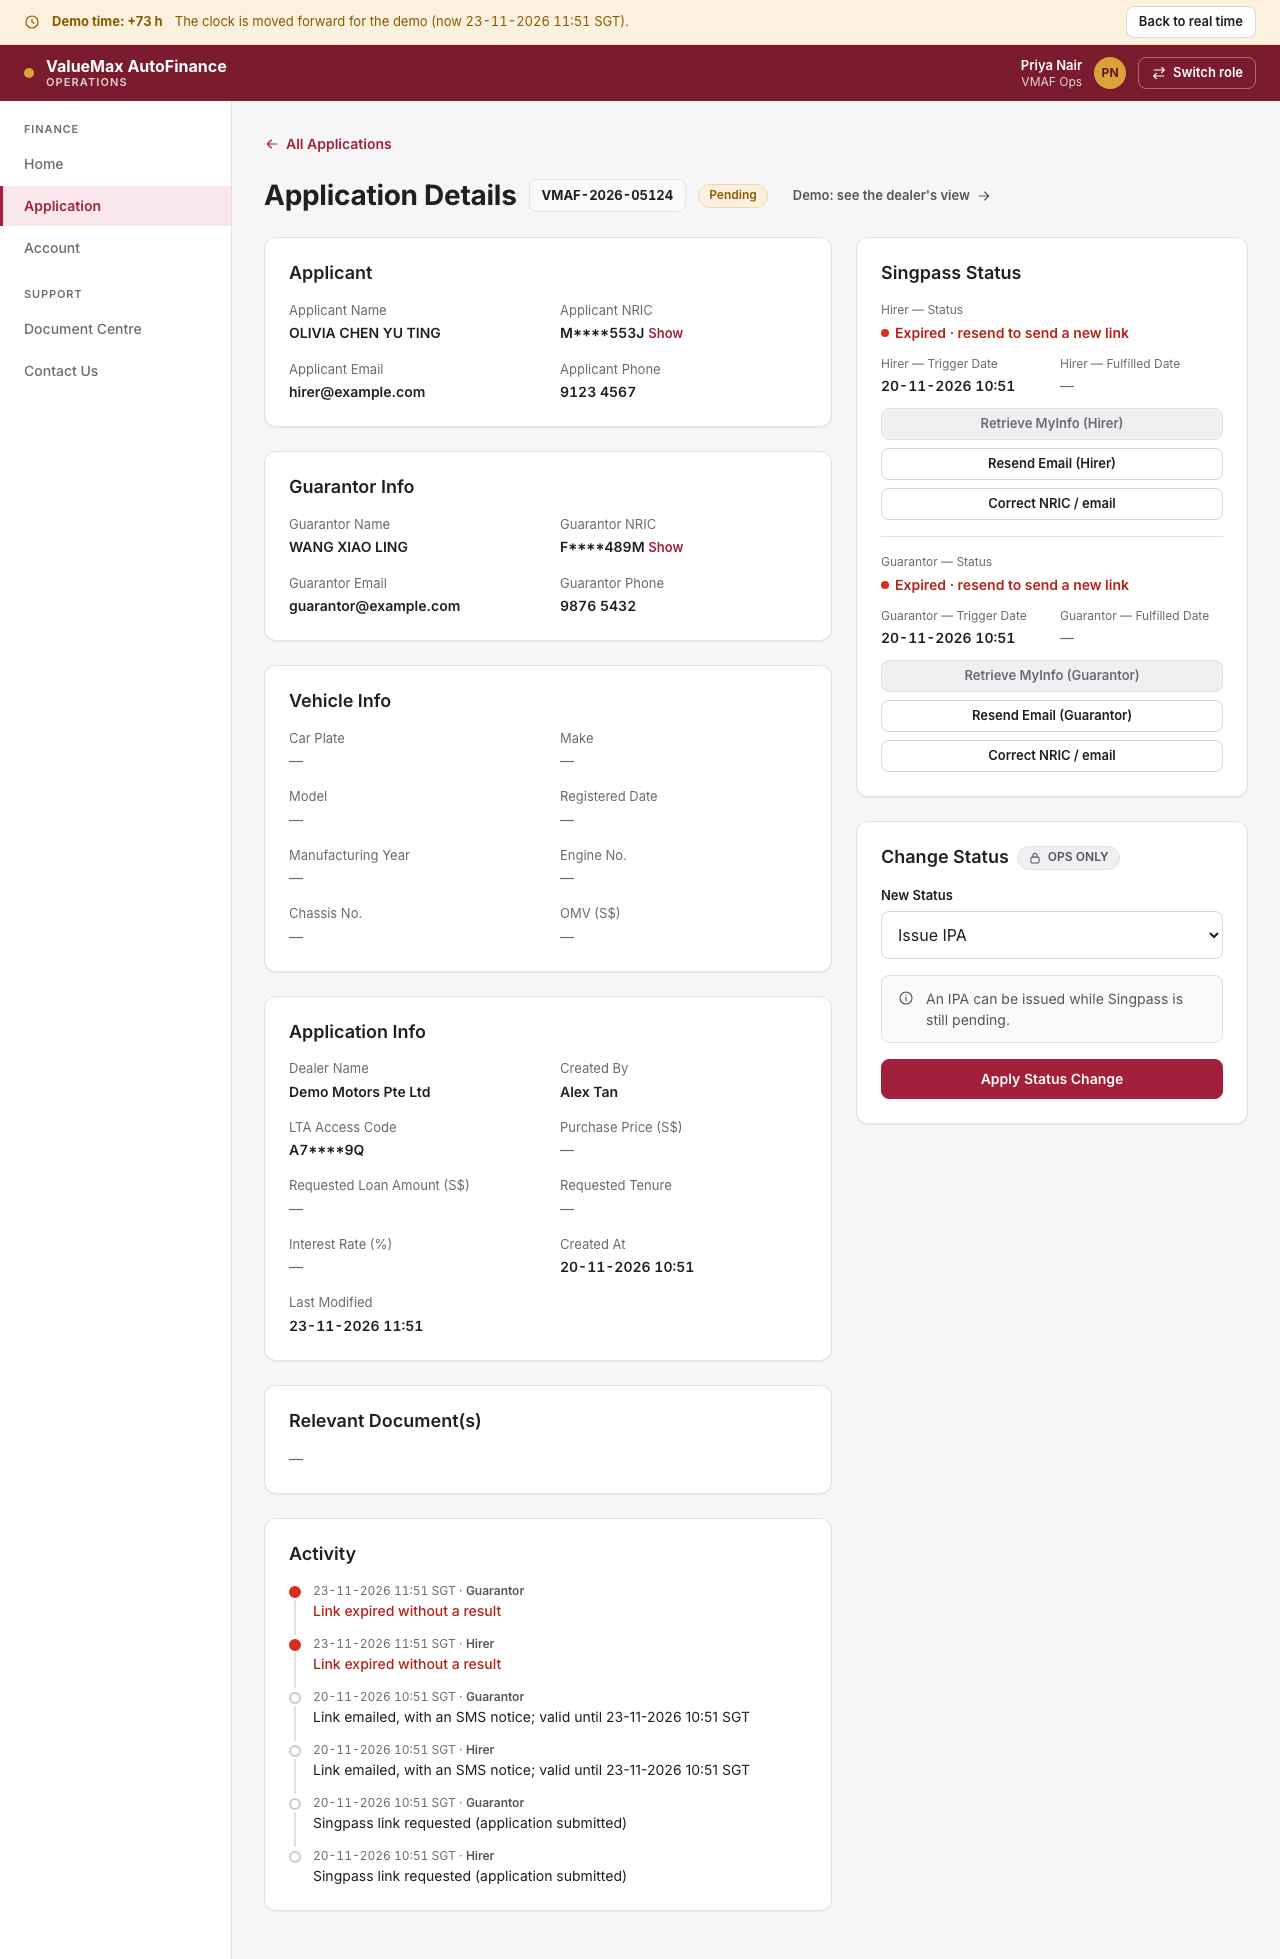 Demo time: +73 h The clock is moved forward for the demo (now 23-11-2026 11:51 SGT).
Back to real time
ValueMax AutoFinance
OPERATIONS
Priya Nair
VMAF Ops
PN
Switch role
FINANCE
Home
Application
Account
SUPPORT
Document Centre
Contact Us
All Applications
Application Details
VMAF-2026-05124
Pending
Demo: see the dealer's view
Applicant
Applicant Name
OLIVIA CHEN YU TING
Applicant NRIC
M****553J Show
Applicant Email
hirer@example.com
Applicant Phone
9123 4567
Guarantor Info
Guarantor Name
WANG XIAO LING
Guarantor NRIC
F****489M Show
Guarantor Email
guarantor@example.com
Guarantor Phone
9876 5432
Vehicle Info
Car Plate
—
Make
—
Model
—
Registered Date
—
Manufacturing Year
—
Engine No.
—
Chassis No.
—
OMV (S$)
—
Application Info
Dealer Name
Demo Motors Pte Ltd
Created By
Alex Tan
LTA Access Code
A7****9Q
Purchase Price (S$)
—
Requested Loan Amount (S$)
—
Requested Tenure
—
Interest Rate (%)
—
Created At
20-11-2026 10:51
Last Modified
23-11-2026 11:51
Relevant Document(s)
—
Activity
23-11-2026 11:51 SGT · Guarantor
Link expired without a result
23-11-2026 11:51 SGT · Hirer
Link expired without a result
20-11-2026 10:51 SGT · Guarantor
Link emailed, with an SMS notice; valid until 23-11-2026 10:51 SGT
20-11-2026 10:51 SGT · Hirer
Link emailed, with an SMS notice; valid until 23-11-2026 10:51 SGT
20-11-2026 10:51 SGT · Guarantor
Singpass link requested (application submitted)
20-11-2026 10:51 SGT · Hirer
Singpass link requested (application submitted)
Singpass Status
Hirer — Status
Expired · resend to send a new link
Hirer — Trigger Date
20-11-2026 10:51
Hirer — Fulfilled Date
—
Retrieve MyInfo (Hirer)
Resend Email (Hirer)
Correct NRIC / email
Guarantor — Status
Expired · resend to send a new link
Guarantor — Trigger Date
20-11-2026 10:51
Guarantor — Fulfilled Date
—
Retrieve MyInfo (Guarantor)
Resend Email (Guarantor)
Correct NRIC / email
Change Status
OPS ONLY
New Status
Issue IPA
An IPA can be issued while Singpass is
still pending.
Apply Status Change